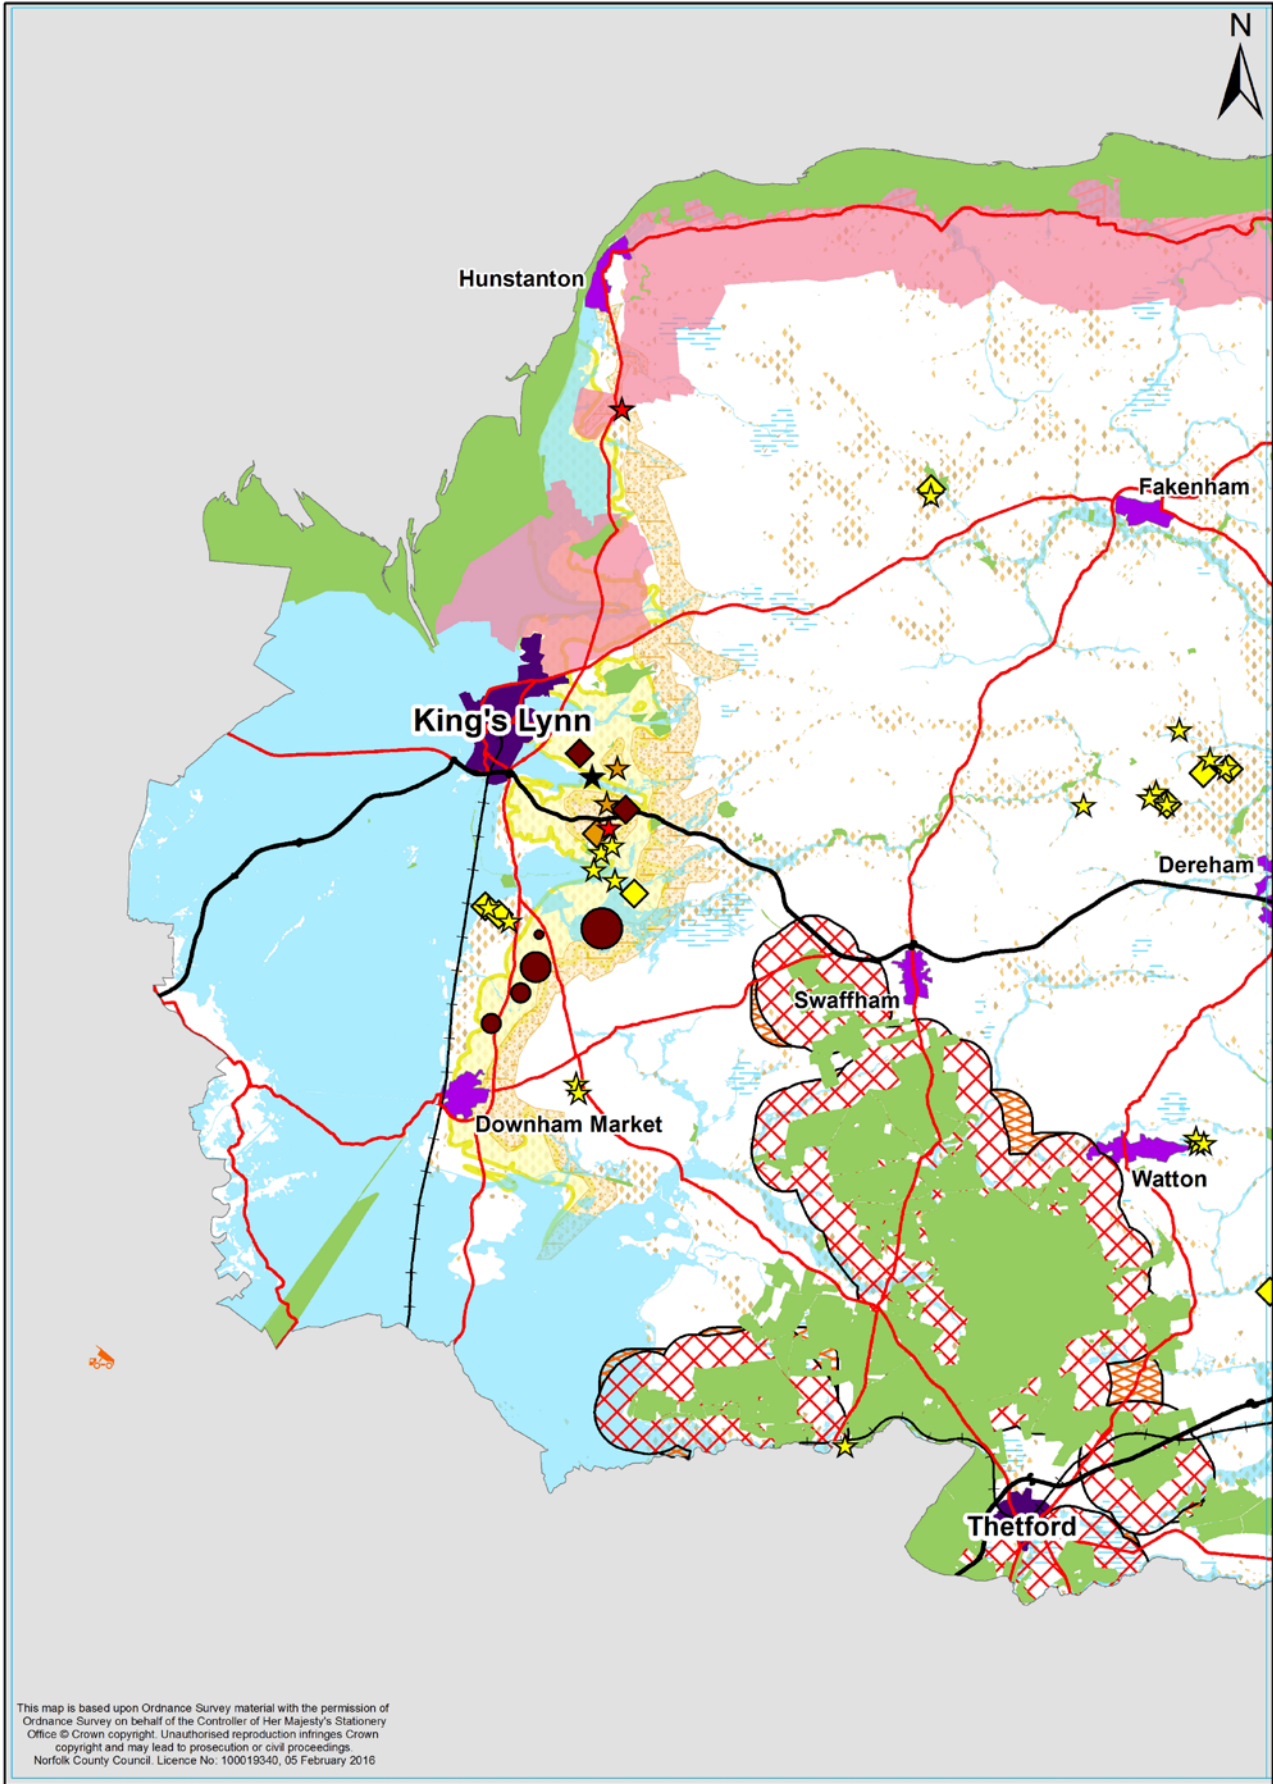 N
Hunstanton
Fakenham
King's Lynn
Dereham
Swaffham
Downham Market
Watton
Thetford
This map is based upon Ordnance Survey material with the permission of
Ordnance Survey on behalf of the Controller of Her Majesty's Stationery
Office © Crown copyright. Unauthorised reproduction infringes Crown
copyright and may lead to prosecution or civil proceedings.
Norfolk County Council. Licence No: 100019340, 05 February 2016